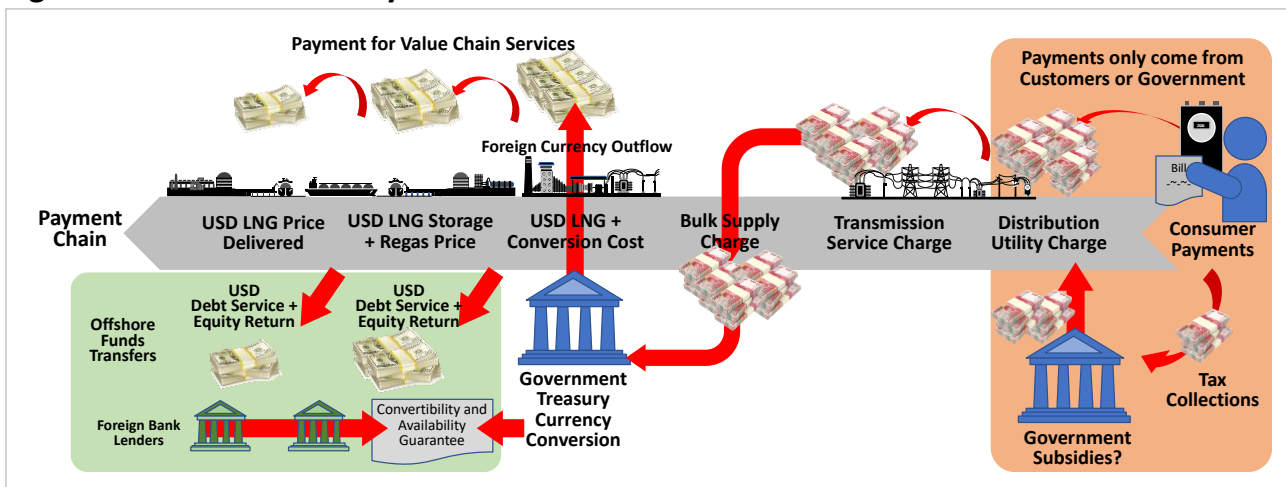 Payment for Value Chain Services
Payments only come from
Customers or Government
Foreign Currency Outflow
Bill
Payment
Chain
USD LNG Price
Delivered
USD LNG Storage
+ Regas Price
USD LNG +
Conversion Cost
Bulk Supply
Charge
Transmission
Service Charge
Distribution
Utility Charge
Consumer
Payments
Offshore
Funds
Transfers
USD
Debt Service +
Equity Return
USD
Debt Service +
Equity Return
Foreign Bank
Lenders
Convertibility and
Availability
Guarantee
Government
Treasury
Currency
Conversion
Tax
Collections
Government
Subsidies?